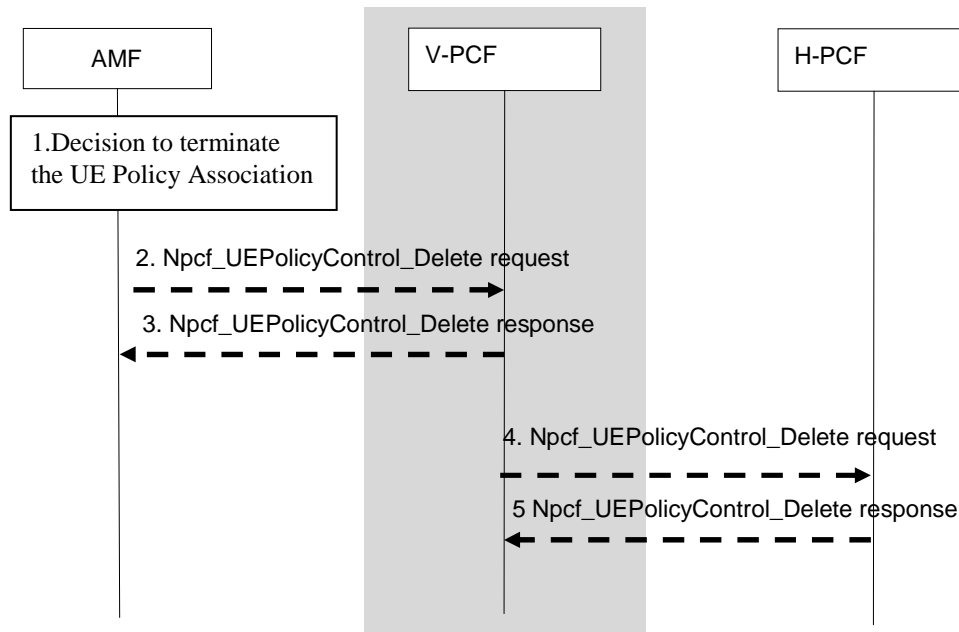 AMF
V-PCF
H-PCF
1.Decision to terminate
the UE Policy Association
2. Npcf_UEPolicyControl_Delete request
3. Npcf_UEPolicyControl_Delete response
4. Npcf_UEPolicyControl_Delete request
5 Npcf_UEPolicyControl_Delete response